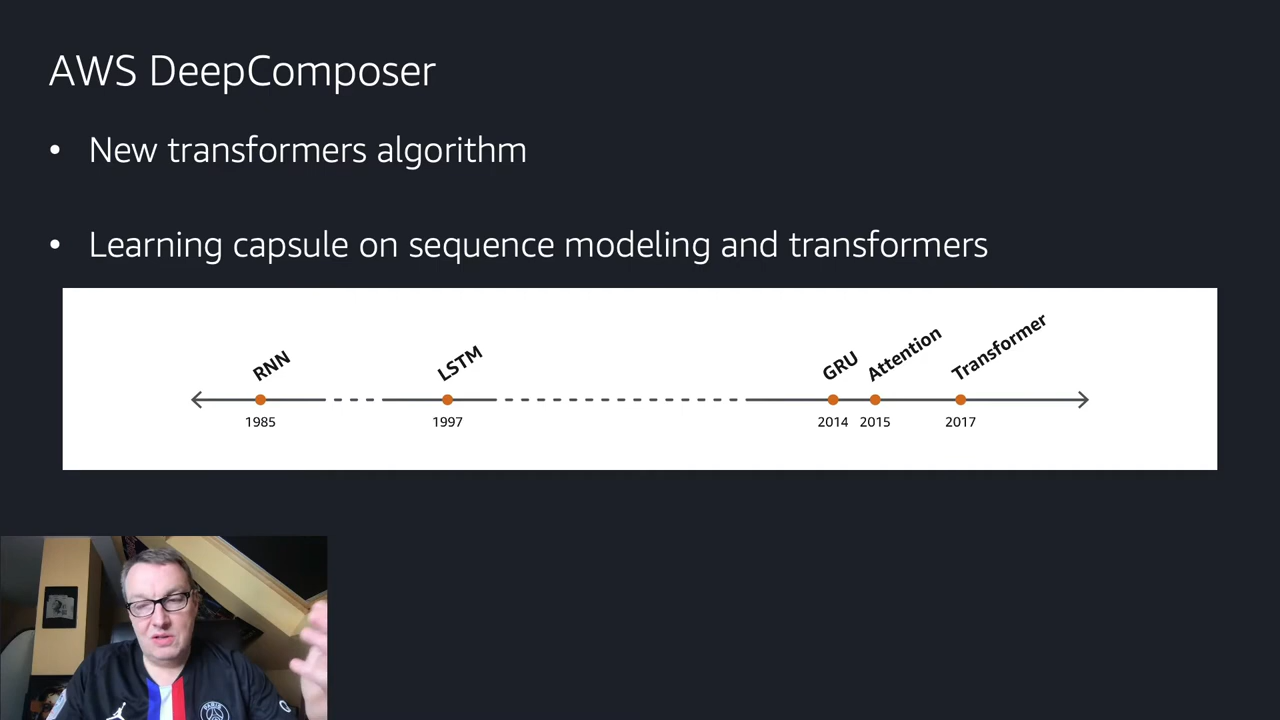 AWS DeepComposer
• New transformers algorithm
• Learning capsule on sequence modeling and transformers
RNN
LSTM
GRU
Attention
Transformer
1985
1997
2014
2015
2017
PARIS